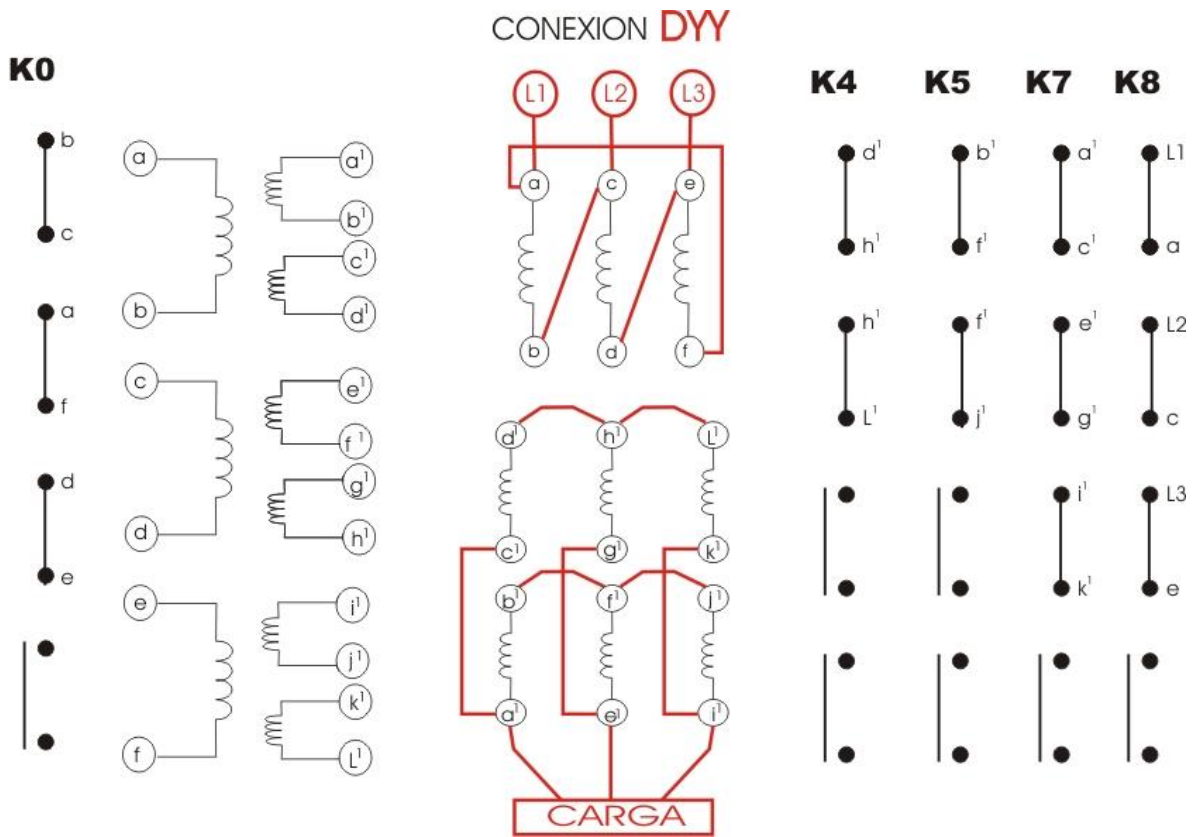 CONEXION DYY
K0
b
c
a
f
d
e
a
b
c
d
e
f
a¹
b¹
c¹
d¹
e¹
f¹
g¹
h¹
i¹
j¹
k¹
L¹
L1 L2 L3
a c e
b d f
d¹ h¹ L¹
c¹ g¹ k¹
b¹ f¹ j¹
a¹ e¹ i¹
CARGA
K4 K5 K7 K8
d¹ b¹ a¹ L1
h¹ f¹ c¹ a
h¹ f¹ e¹ L2
L¹ j¹ g¹ c
i¹ L3
k¹ e